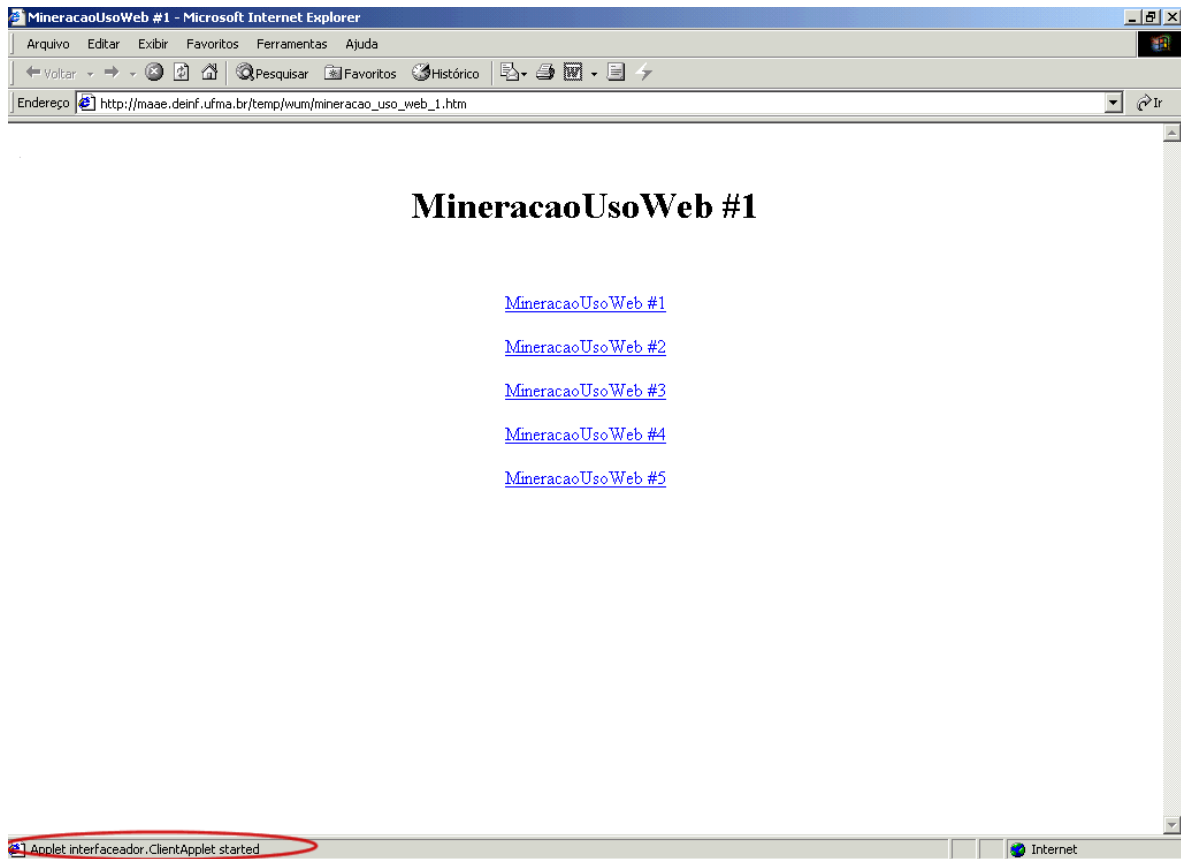 MineracaoUsoWeb #1 - Microsoft Internet Explorer
Arquivo Editar Exibir Favoritos Ferramentas Ajuda
Voltar Pesquisar Favoritos Histórico
Endereço http://maae.deinf.ufma.br/temp/wum/mineracao_uso_web_1.htm Ir
MineracaoUsoWeb #1
MineracaoUsoWeb #1
MineracaoUsoWeb #2
MineracaoUsoWeb #3
MineracaoUsoWeb #4
MineracaoUsoWeb #5
Applet interfaceador.ClientApplet started Internet